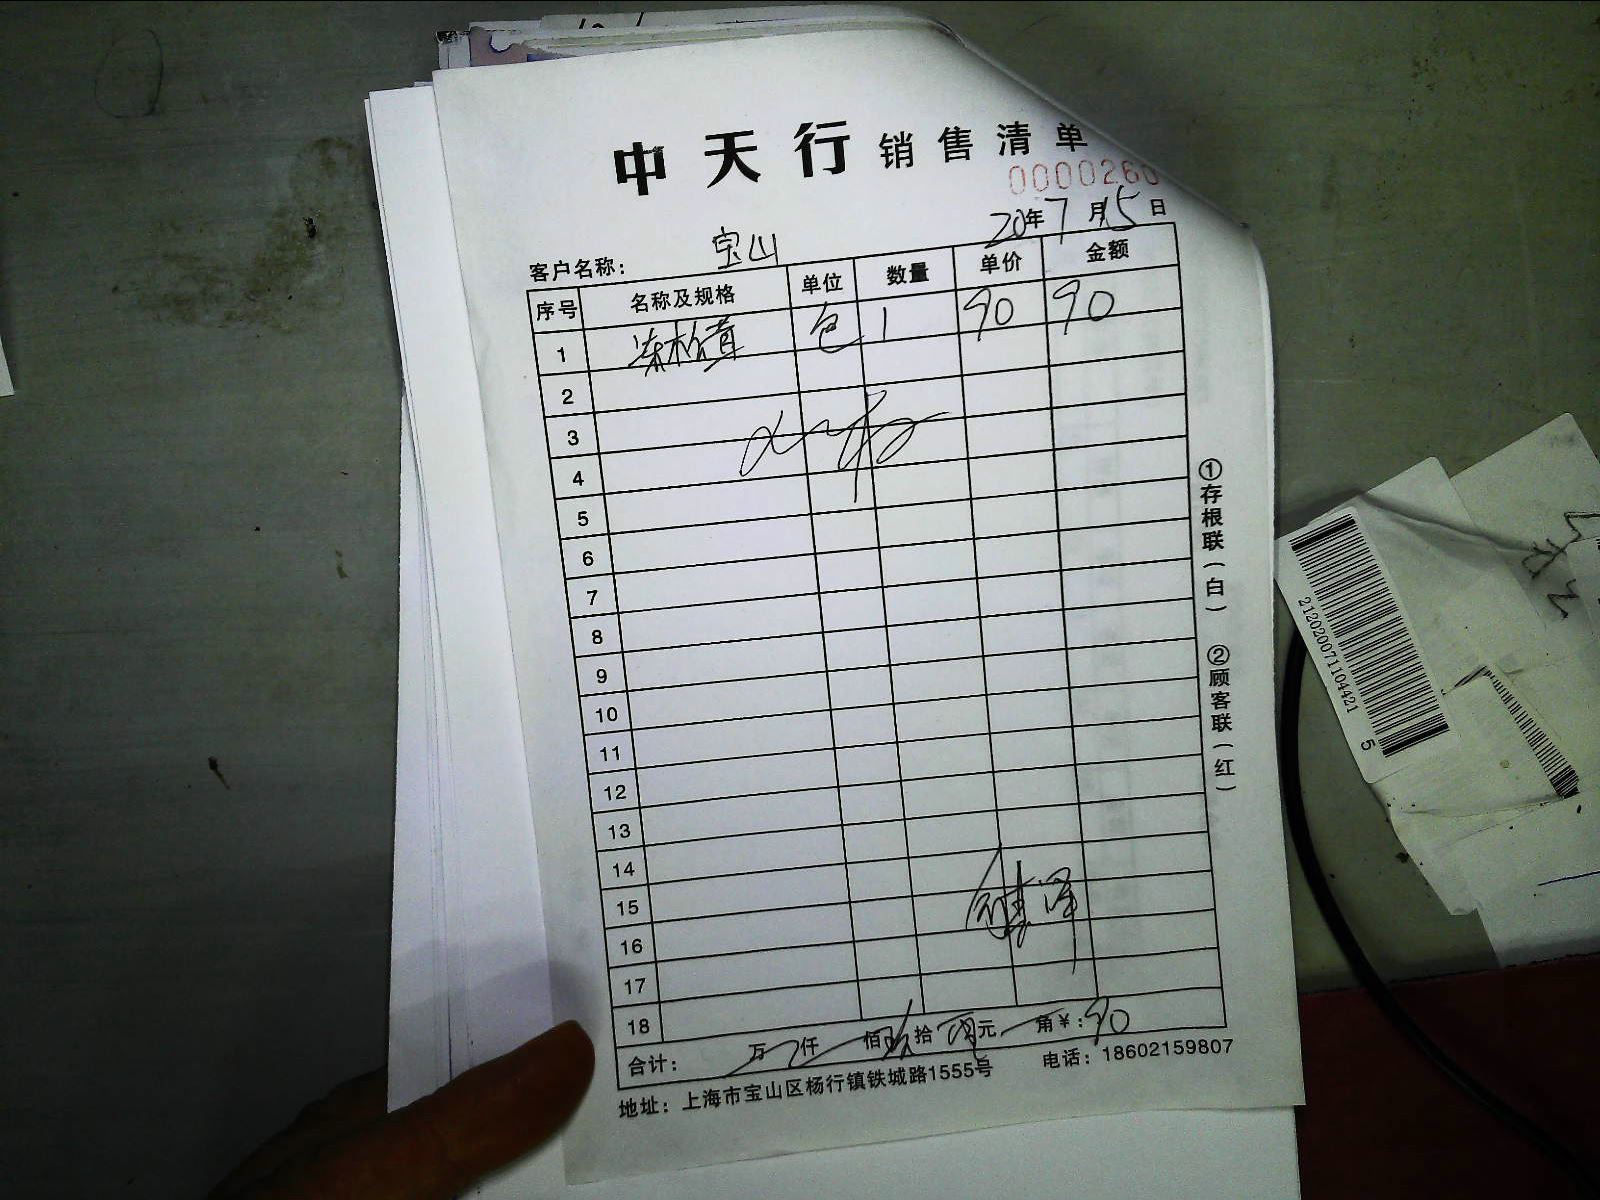 中天行销售清单
0000260
20年7月15日
客户名称：宝山
序号 名称及规格 单位 数量 单价 金额
1 冻松茸 包 1 90 90
2
3
4
5
6
7
8
9
10
11
12
13
14
15
16
17
18
合计： 万 仟 佰玖拾 元 角￥：90
地址：上海市宝山区杨行镇铁城路1555号 电话：18602159807
①存根联（白） ②顾客联（红）
2120200711044215